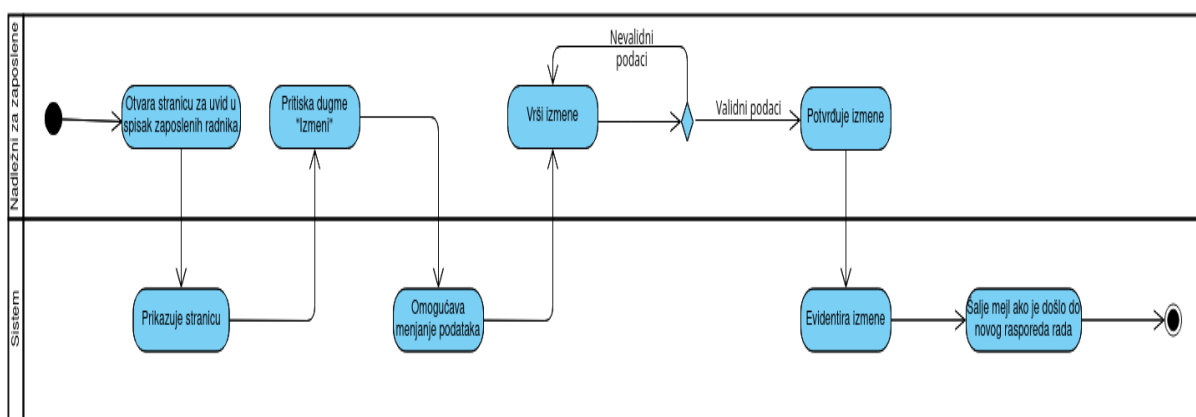 Nadležni za zaposlene
Otvara stranicu za uvid u
spisak zaposlenih radnika
Pritiska dugme
"Izmeni"
Vrši izmene
Nevalidni
podaci
Validni podaci
Potvrđuje izmene
Sistem
Prikazuje stranicu
Omogućava
menjanje podataka
Evidentira izmene
Šalje mejl ako je došlo do
novog rasporeda rada